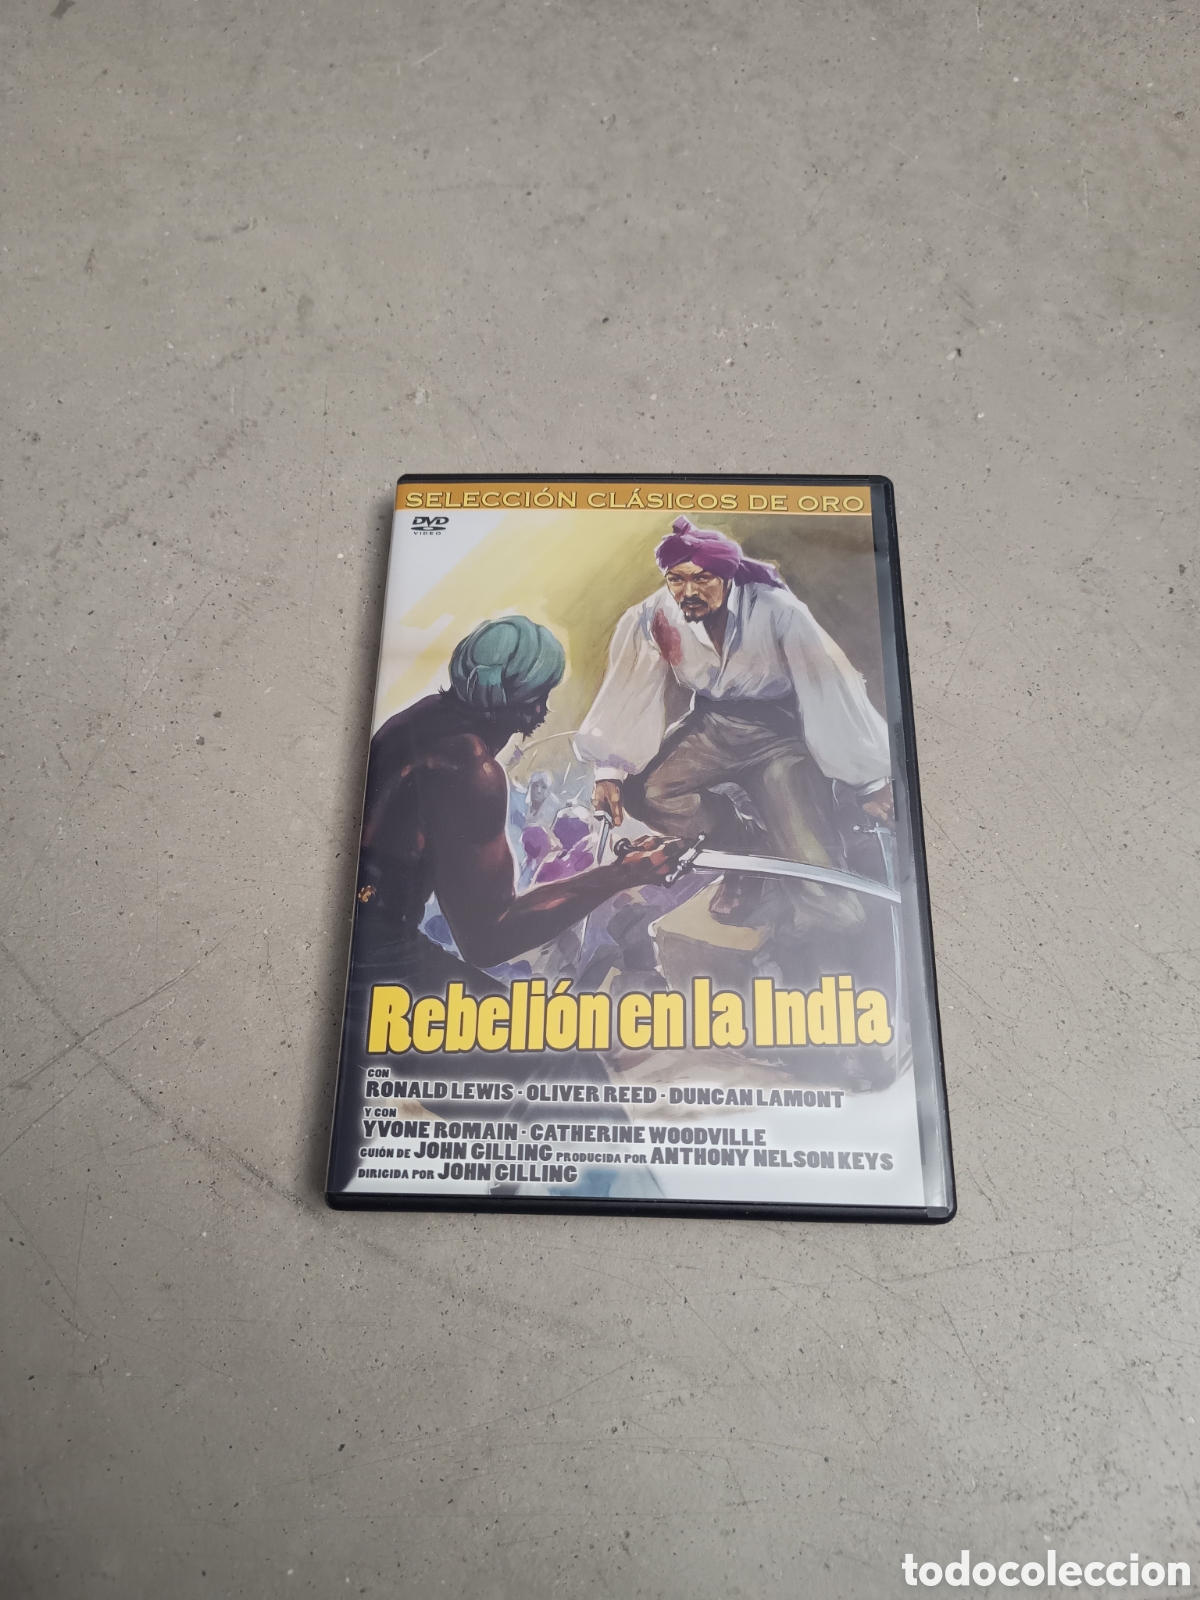 SELECCIÓN CLÁSICOS DE ORO
DVD
VIDEO
Rebelión en la India
CON
RONALD LEWIS - OLIVER REED - DUNCAN LAMONT
Y CON
YVONE ROMAIN - CATHERINE WOODVILLE
GUIÓN DE JOHN GILLING PRODUCIDA POR ANTHONY NELSON KEYS
DIRIGIDA POR JOHN GILLING
todocoleccion